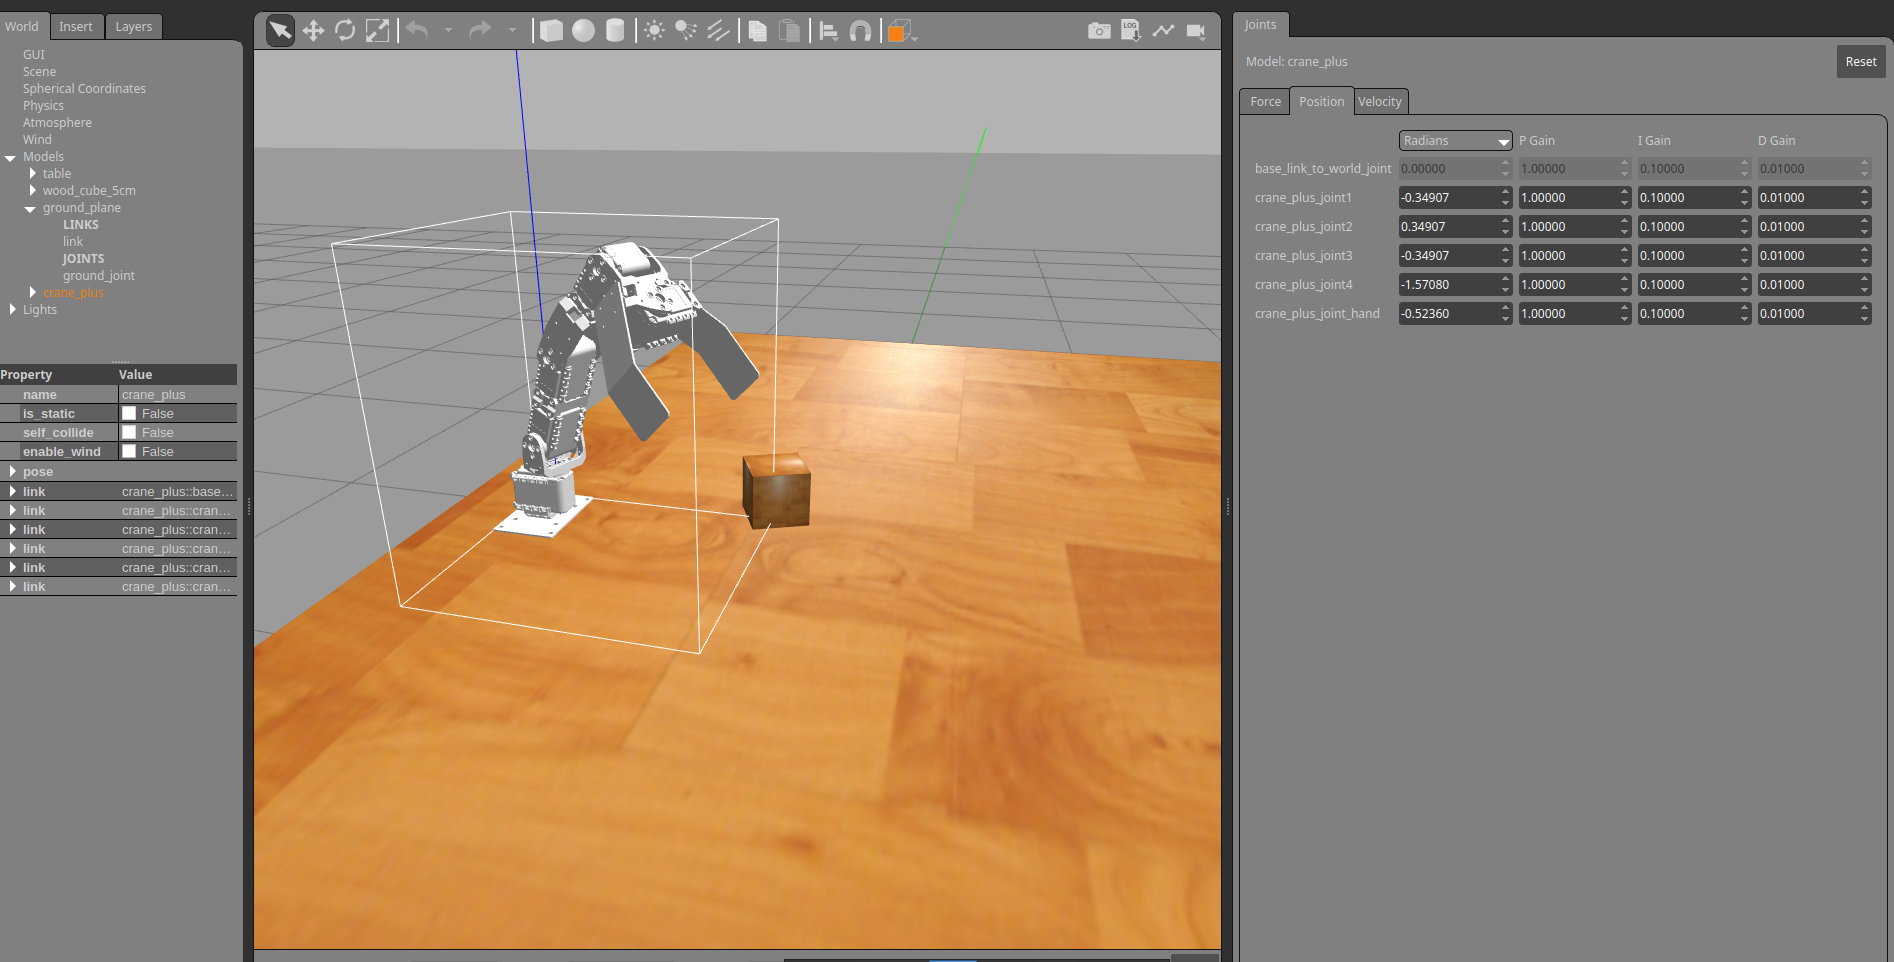 World Insert Layers
GUI
Scene
Spherical Coordinates
Physics
Atmosphere
Wind
Models
table
wood_cube_5cm
ground_plane
LINKS
link
JOINTS
ground_joint
crane_plus
Lights
Property Value
name crane_plus
is_static False
self_collide False
enable_wind False
pose
link crane_plus::base...
link crane_plus::cran...
link crane_plus::cran...
link crane_plus::cran...
link crane_plus::cran...
link crane_plus::cran...
LOG
Joints
Model: crane_plus Reset
Force Position Velocity
Radians P Gain I Gain D Gain
base_link_to_world_joint 0.00000 1.00000 0.10000 0.01000
crane_plus_joint1 -0.34907 1.00000 0.10000 0.01000
crane_plus_joint2 0.34907 1.00000 0.10000 0.01000
crane_plus_joint3 -0.34907 1.00000 0.10000 0.01000
crane_plus_joint4 -1.57080 1.00000 0.10000 0.01000
crane_plus_joint_hand -0.52360 1.00000 0.10000 0.01000